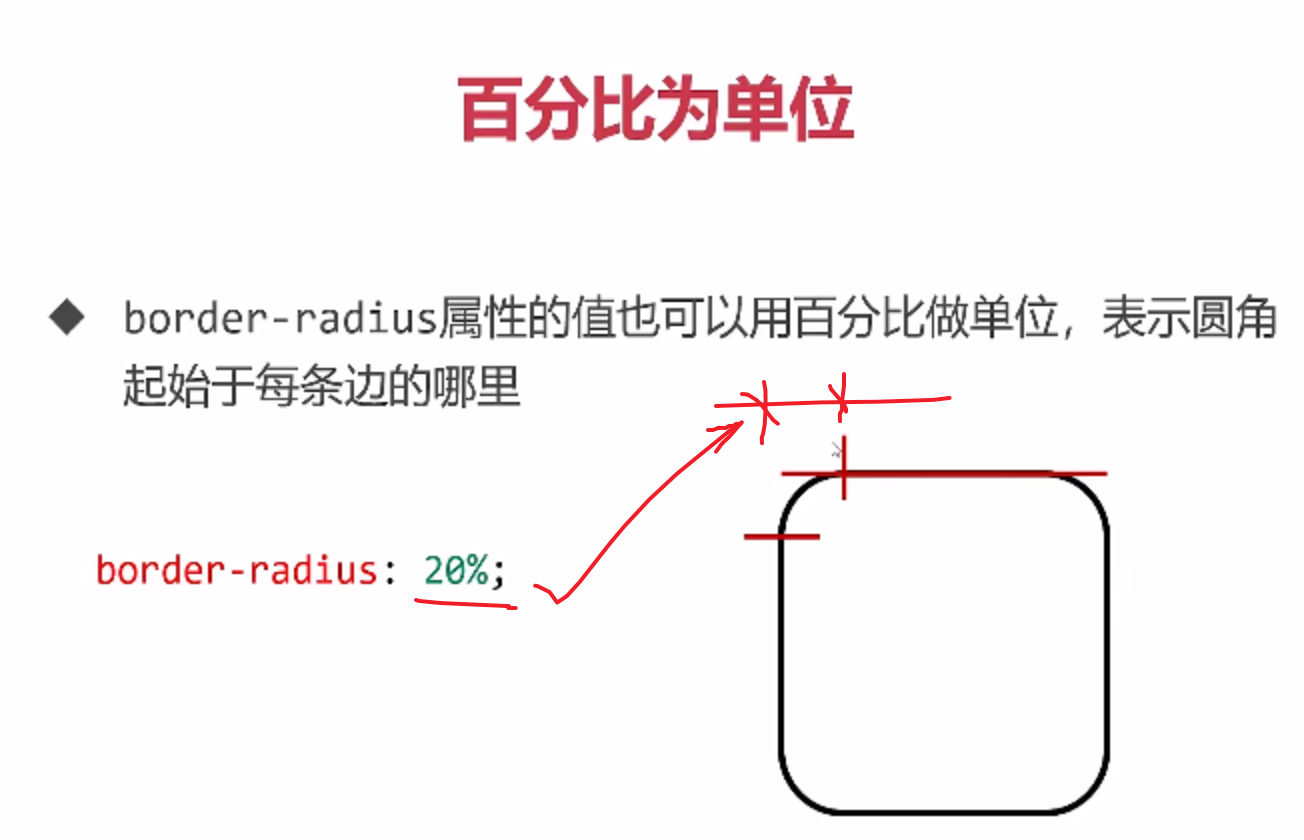 百分比为单位
border-radius属性的值也可以用百分比做单位，表示圆角
起始于每条边的哪里
border-radius: 20%;